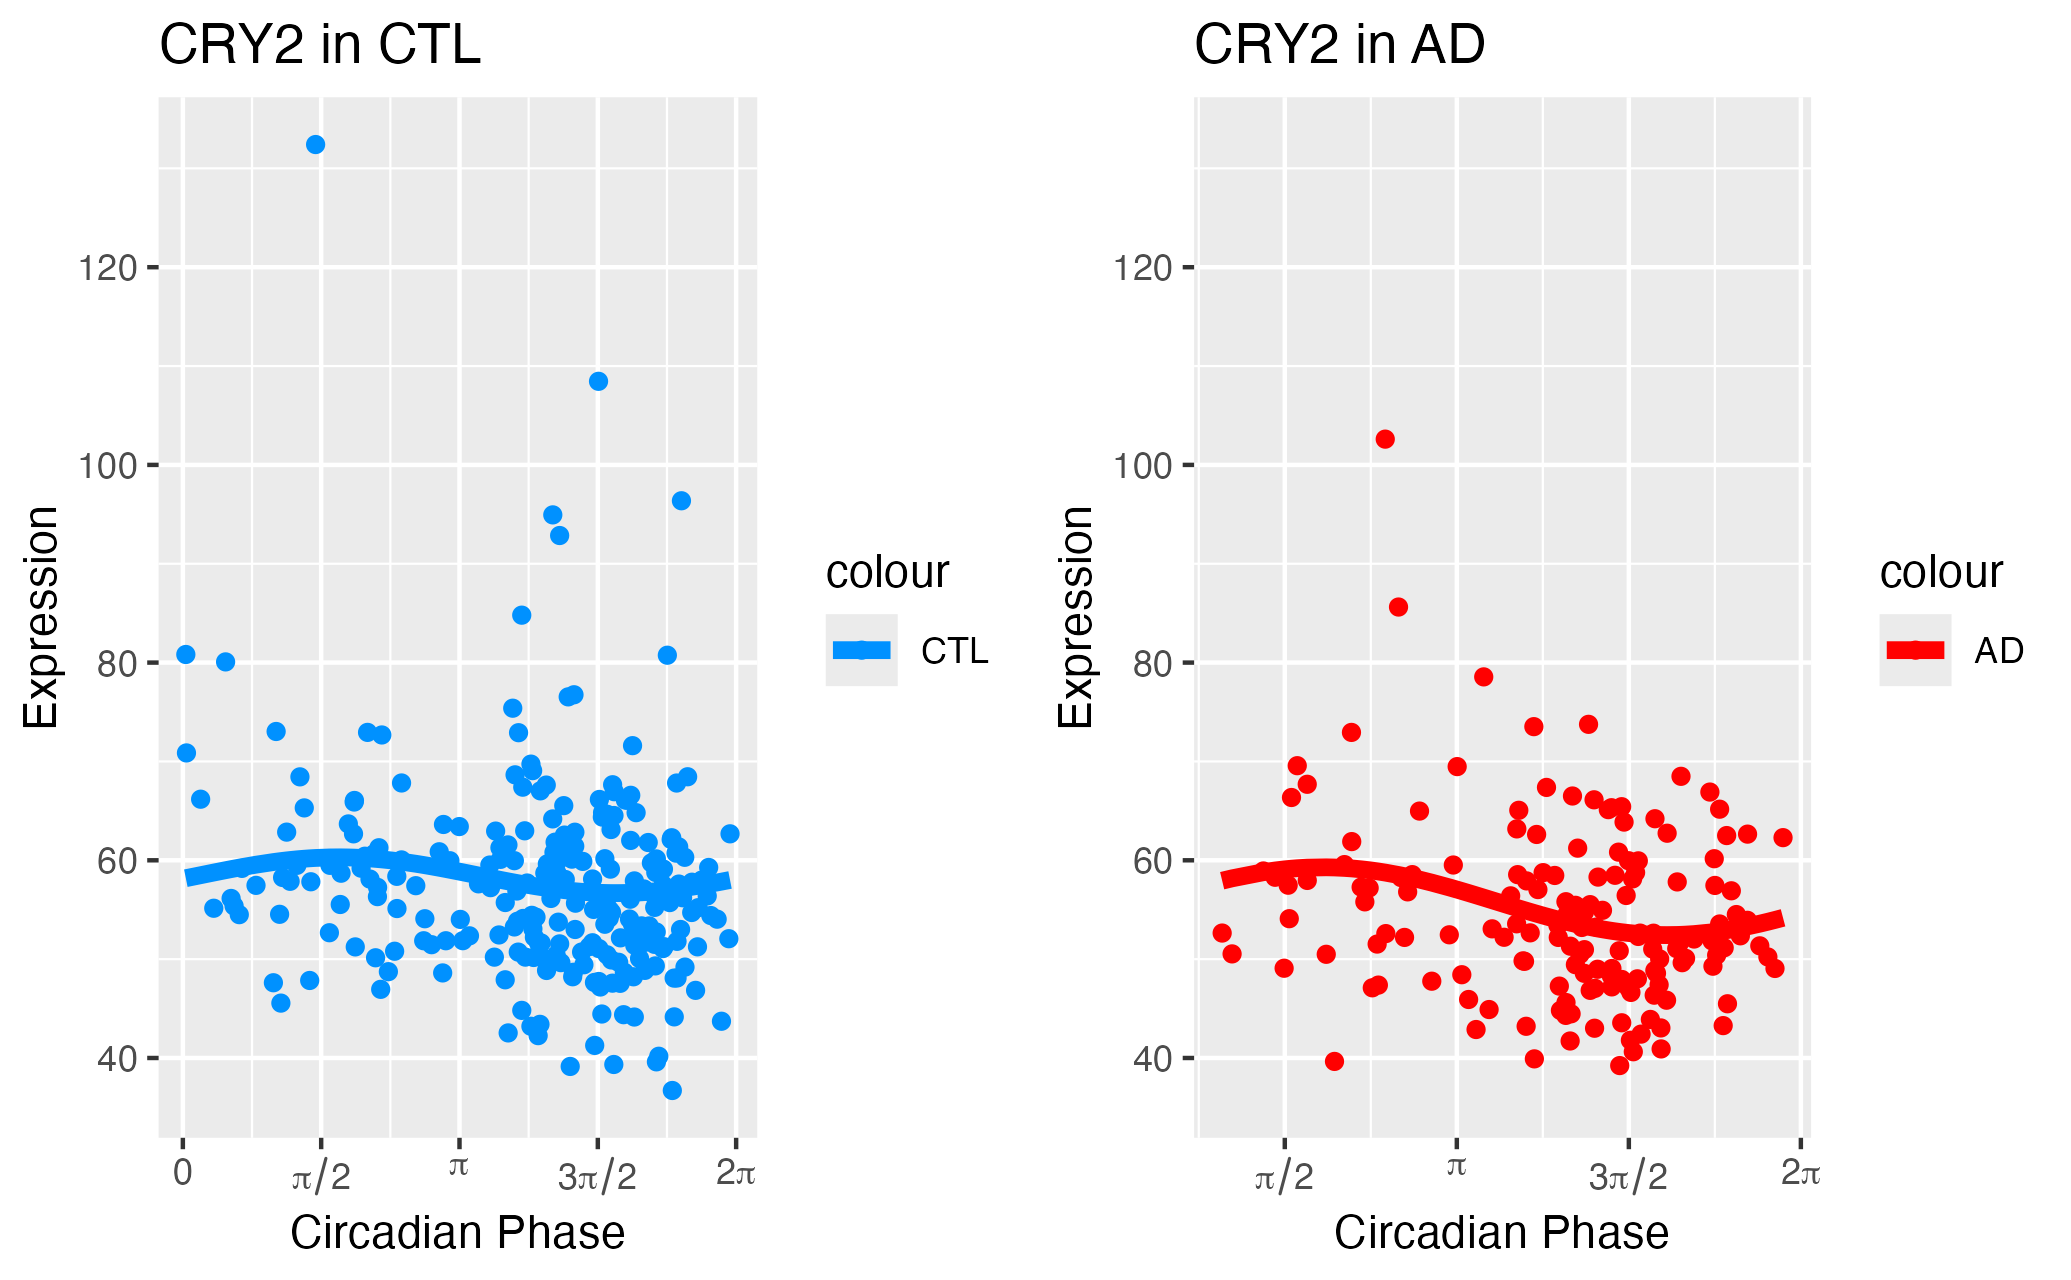 CRY2 in CTL
Expression
120
100
80
60
40
0 π/2 π 3π/2 2π
Circadian Phase
colour
CTL
CRY2 in AD
Expression
120
100
80
60
40
π/2 π 3π/2 2π
Circadian Phase
colour
AD